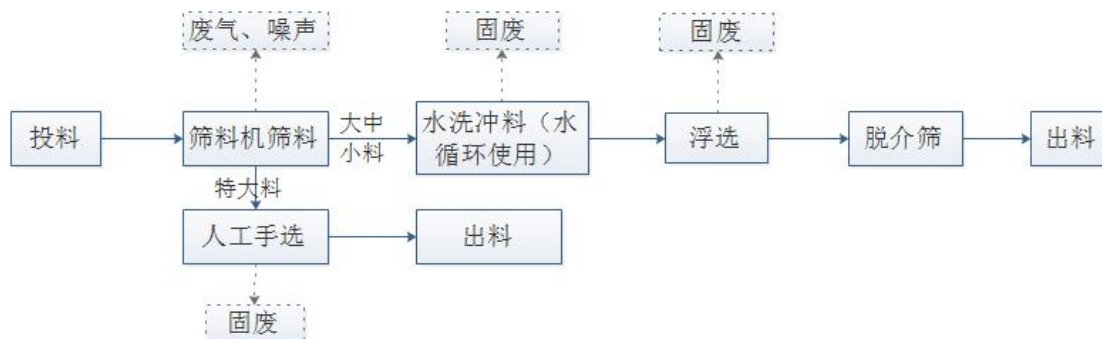 废气、噪声
固废
固废
投料
筛料机筛料
大中
小料
水洗冲料（水
循环使用）
浮选
脱介筛
出料
特大料
人工手选
出料
固废